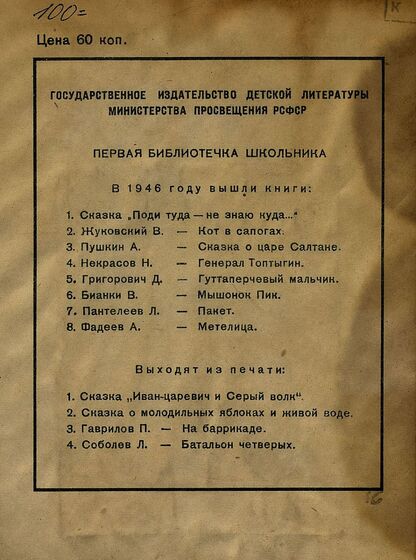 100=
К
Цена 60 коп.
ГОСУДАРСТВЕННОЕ ИЗДАТЕЛЬСТВО ДЕТСКОЙ ЛИТЕРАТУРЫ
МИНИСТЕРСТВА ПРОСВЕЩЕНИЯ РСФСР
ПЕРВАЯ БИБЛИОТЕЧКА ШКОЛЬНИКА
В 1946 году вышли книги:
1. Сказка „Поди туда — не знаю куда..."
2. Жуковский В. — Кот в сапогах.
3. Пушкин А. — Сказка о царе Салтане.
4. Некрасов Н. — Генерал Топтыгин.
5. Григорович Д. — Гуттаперчевый мальчик.
6. Бианки В. — Мышонок Пик.
7. Пантелеев Л. — Пакет.
8. Фадеев А. — Метелица.
Выходят из печати:
1. Сказка „Иван-царевич и Серый волк".
2. Сказка о молодильных яблоках и живой воде.
3. Гаврилов П. — На баррикаде.
4. Соболев Л. — Батальон четверых.